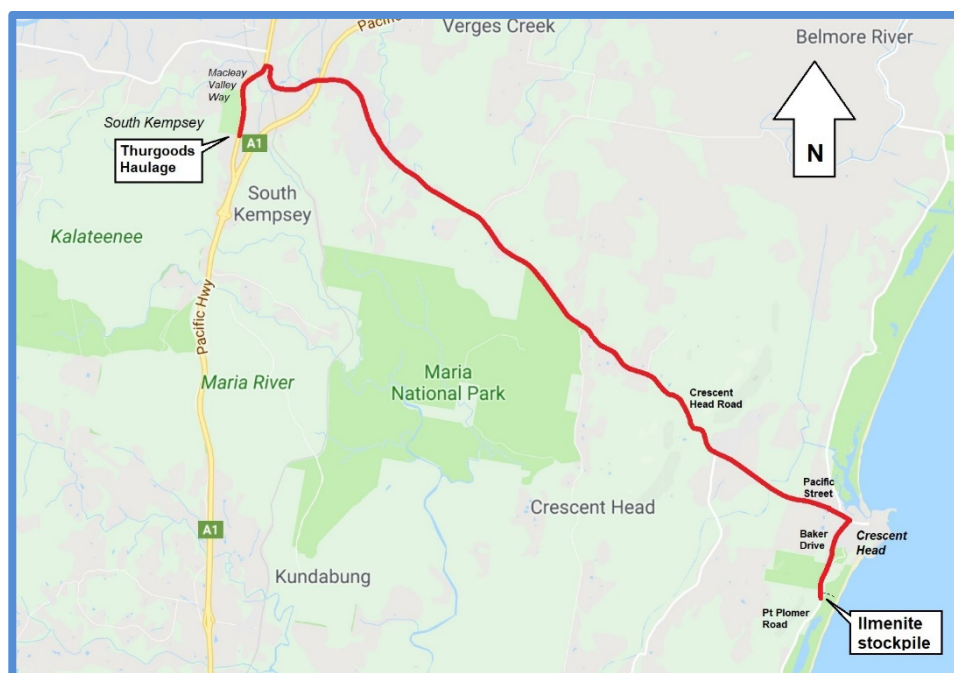 Pacific
Verges Creek
Belmore River
Macleay
Valley
Way
South Kempsey
Thurgoods
Haulage
A1
N
South
Kempsey
Kalateenee
Pacific Hwy
Maria River
Maria
National Park
Crescent
Head Road
Pacific
Street
Crescent Head
Baker
Drive
Crescent
Head
A1
Kundabung
Pt Plomer
Road
Ilmenite
stockpile